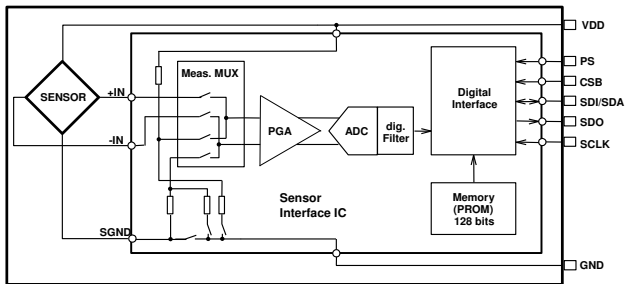 VDD
PS
Meas. MUX
CSB
+IN
SENSOR
Digital
Interface
SDI/SDA
PGA
ADC
dig.
Filter
SDO
-IN
SCLK
Sensor
Interface IC
Memory
(PROM)
128 bits
SGND
GND